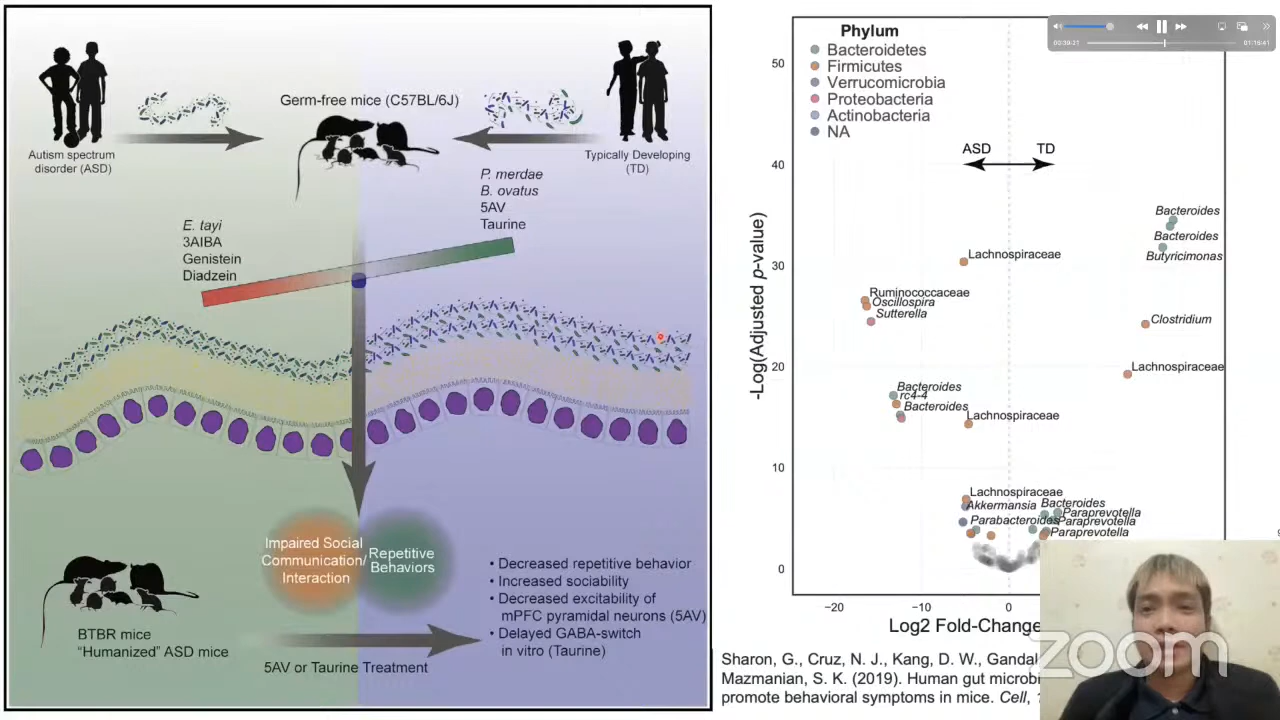 Autism spectrum
disorder (ASD)
Germ-free mice (C57BL/6J)
Typically Developing
(TD)
P. merdae
B. ovatus
5AV
Taurine
E. tayi
3AIBA
Genistein
Diadzein
Impaired Social
Communication/
Interaction
Repetitive
Behaviors
BTBR mice
“Humanized” ASD mice
5AV or Taurine Treatment
• Decreased repetitive behavior
• Increased sociability
• Decreased excitability of
mPFC pyramidal neurons (5AV)
• Delayed GABA-switch
in vitro (Taurine)
Phylum
Bacteroidetes
Firmicutes
Verrucomicrobia
Proteobacteria
Actinobacteria
NA
ASD
TD
-Log(Adjusted p-value)
50
40
30
20
10
0
Bacteroides
Bacteroides
Butyricimonas
Lachnospiraceae
Ruminococcaceae
Oscillospira
Sutterella
Clostridium
Lachnospiraceae
Bacteroides
rc4-4
Bacteroides
Lachnospiraceae
Lachnospiraceae
Akkermansia
Bacteroides
Paraprevotella
Parabacteroides
Paraprevotella
Paraprevotella
−20
−10
0
Log2 Fold-Change
Sharon, G., Cruz, N. J., Kang, D. W., Gandal
Mazmanian, S. K. (2019). Human gut microbi
promote behavioral symptoms in mice. Cell, 1
zoom